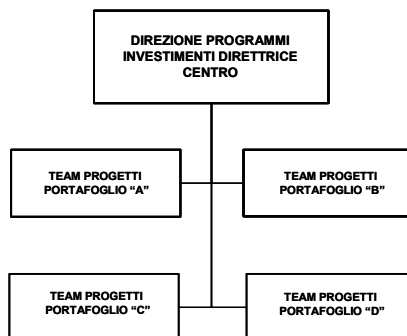 DIREZIONE PROGRAMMI
INVESTIMENTI DIRETTRICE
CENTRO
TEAM PROGETTI
PORTAFOGLIO “A”
TEAM PROGETTI
PORTAFOGLIO “B”
TEAM PROGETTI
PORTAFOGLIO “C”
TEAM PROGETTI
PORTAFOGLIO “D”